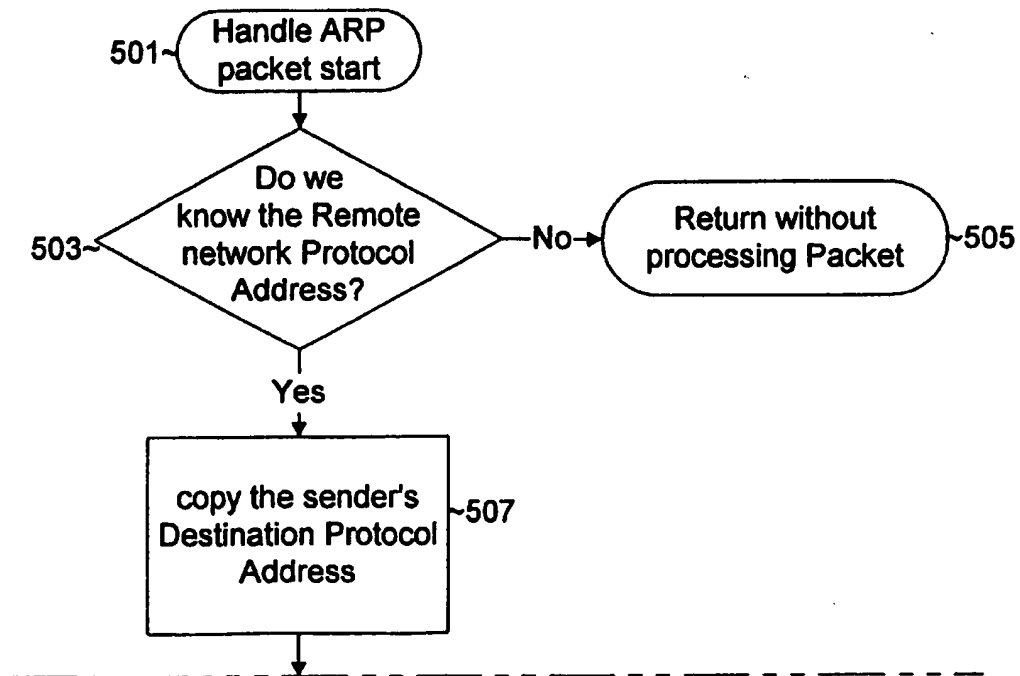 Handle ARP
packet start
501~
Do we
know the Remote
network Protocol
Address?
503~
No
Return without
processing Packet
~505
Yes
copy the sender's
Destination Protocol
Address
~507